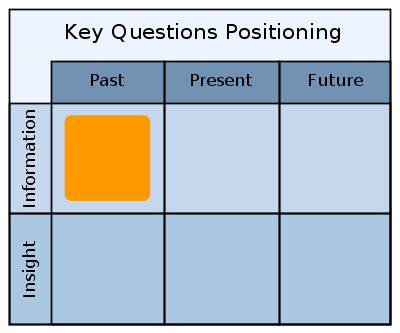 Key Questions Positioning
Past Present Future
Information
Insight